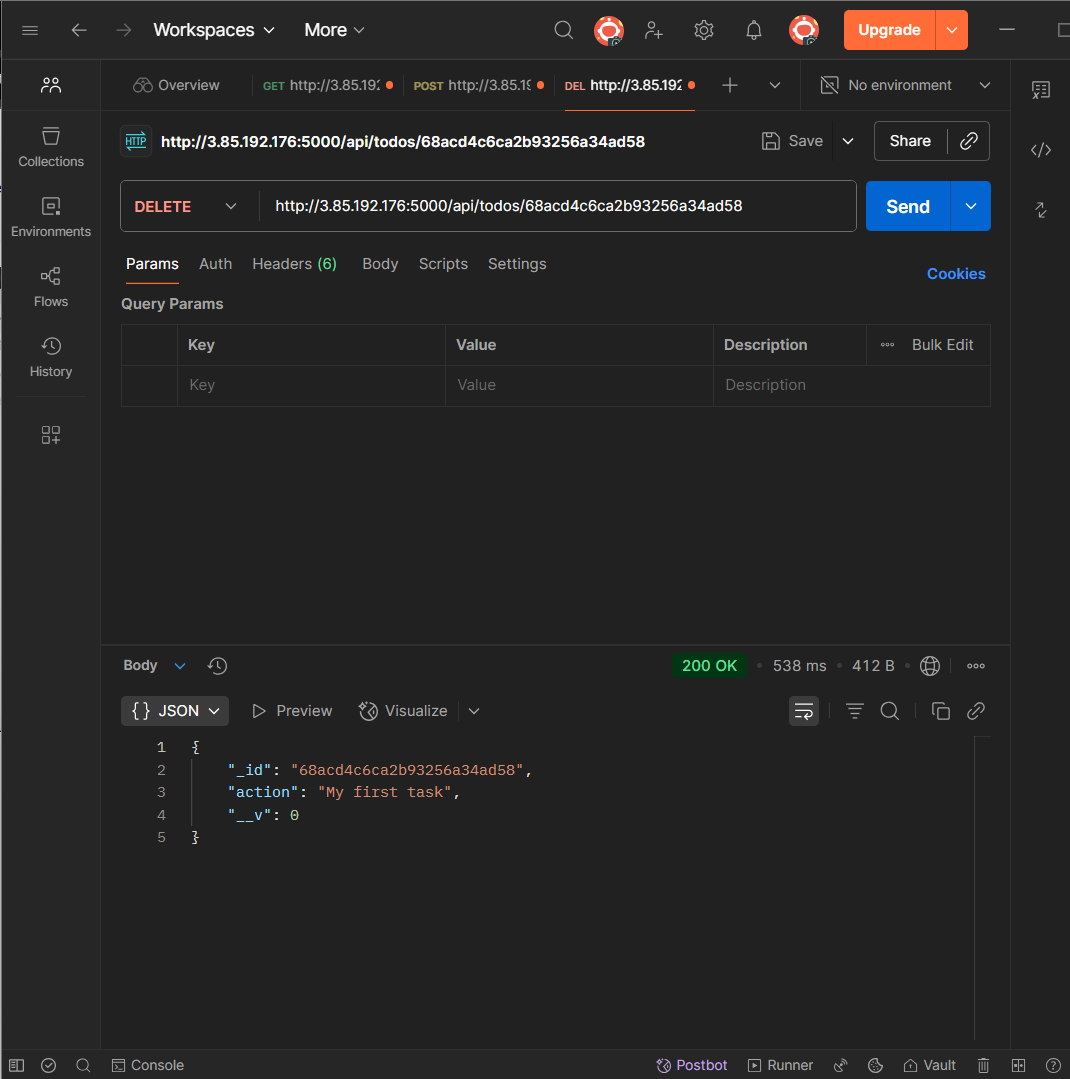 Workspaces More Upgrade
Overview GET http://3.85.192 POST http://3.85.19 DEL http://3.85.192 No environment
HTTP http://3.85.192.176:5000/api/todos/68acd4c6ca2b93256a34ad58 Save Share
Collections
DELETE http://3.85.192.176:5000/api/todos/68acd4c6ca2b93256a34ad58 Send
Environments
Params Auth Headers (6) Body Scripts Settings Cookies
Flows
Query Params
Key Value Description Bulk Edit
History
Key Value Description
Body 200 OK 538 ms 412 B
{} JSON Preview Visualize
1 {
2 "_id": "68acd4c6ca2b93256a34ad58",
3 "action": "My first task",
4 "__v": 0
5 }
Console Postbot Runner Vault